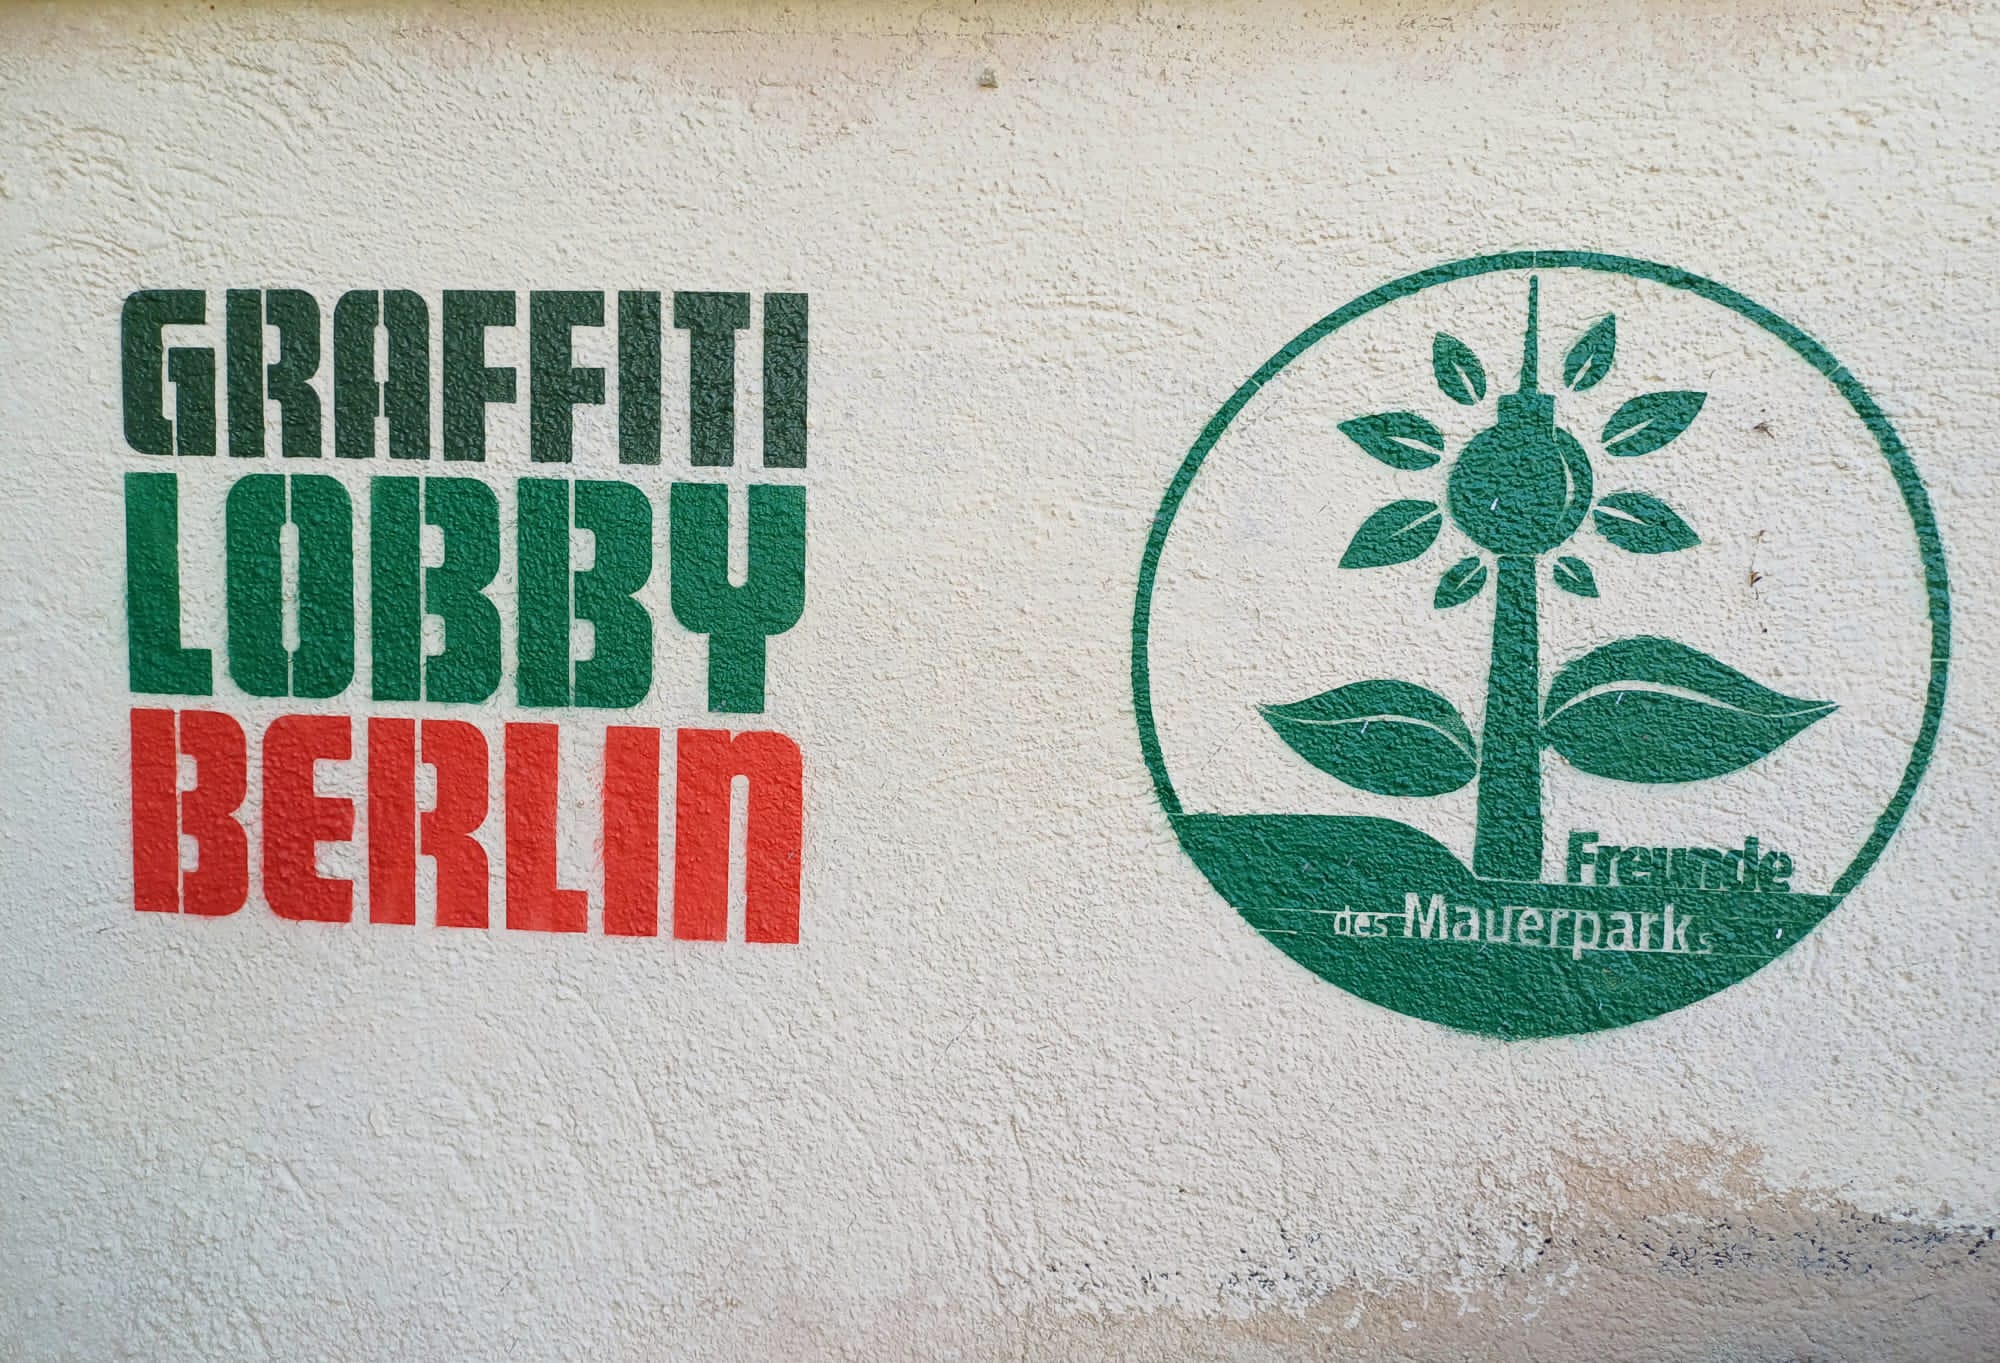 GRAFFITI
LOBBY
BERLIN
Freunde
des Mauerparks